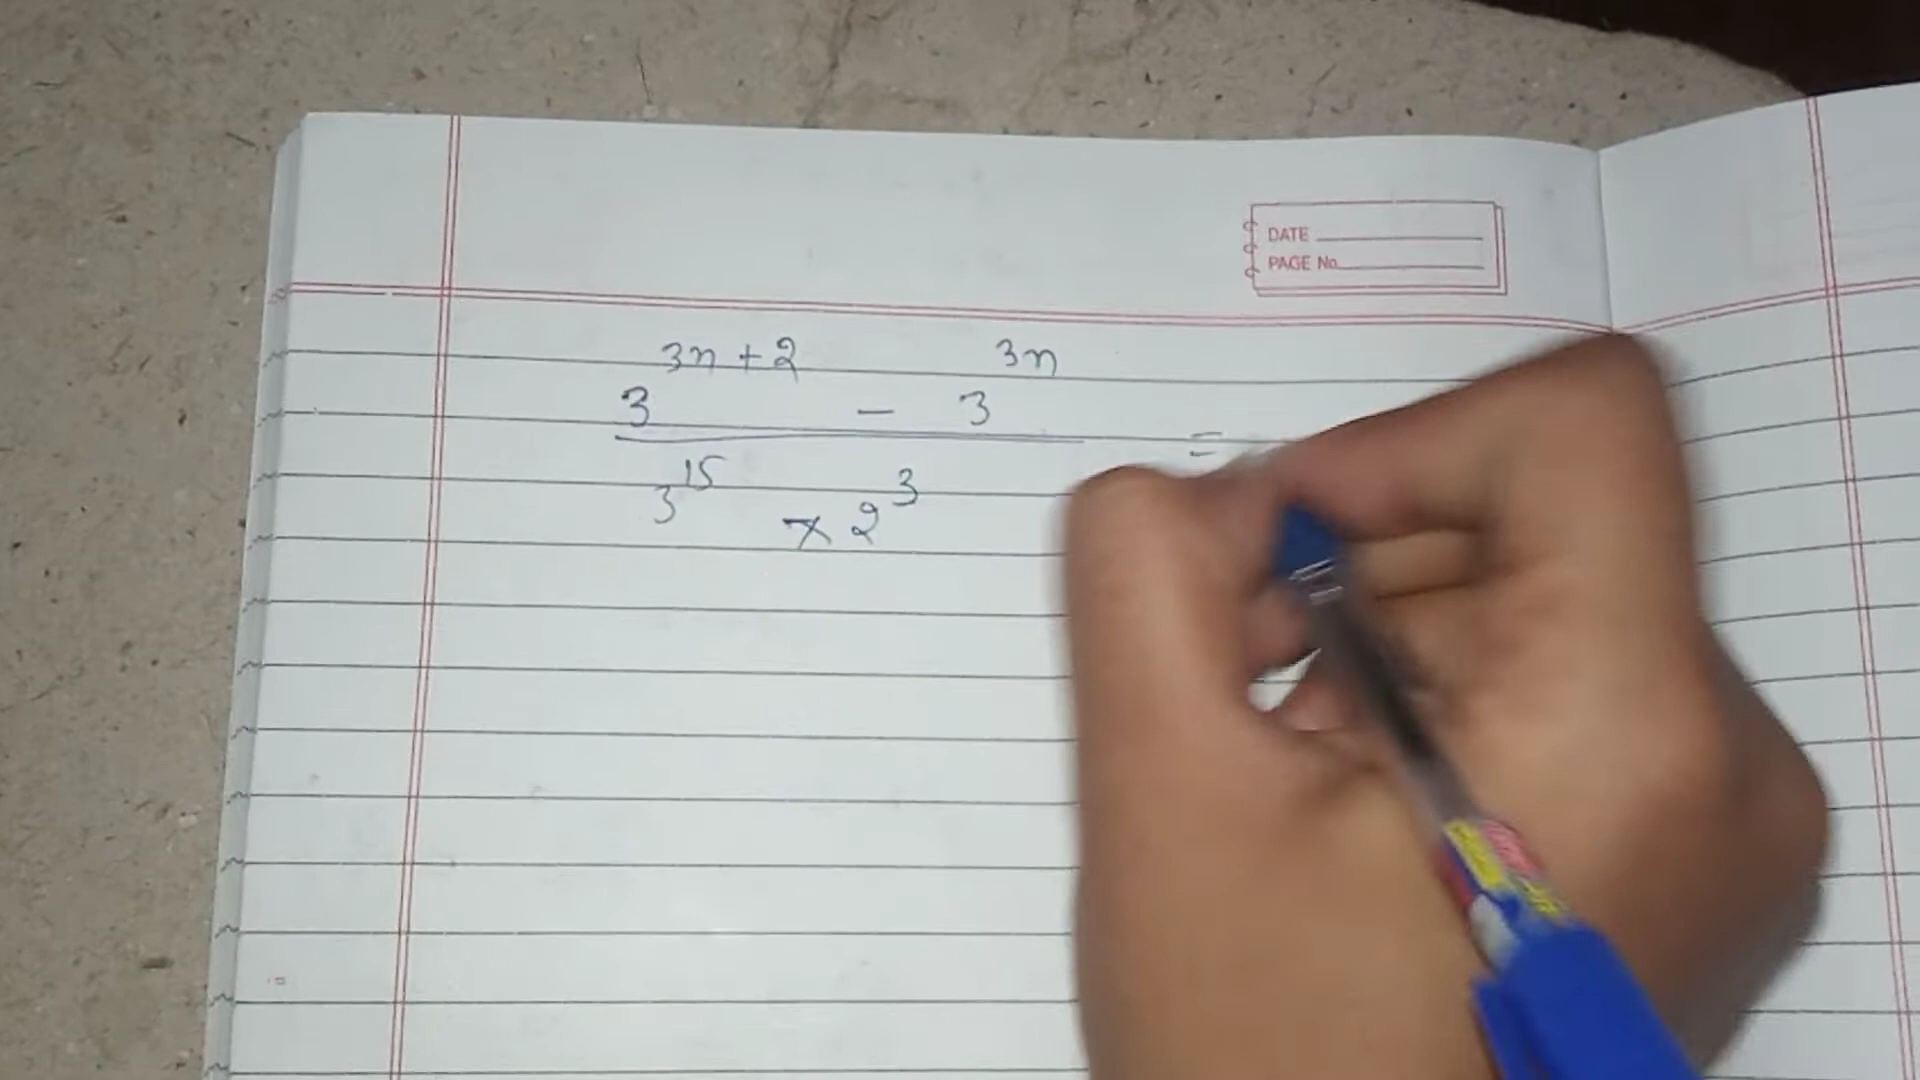 DATE
PAGE No.
3^{3n+2} - 3^{3n}
3^{15} × 2^{3} =